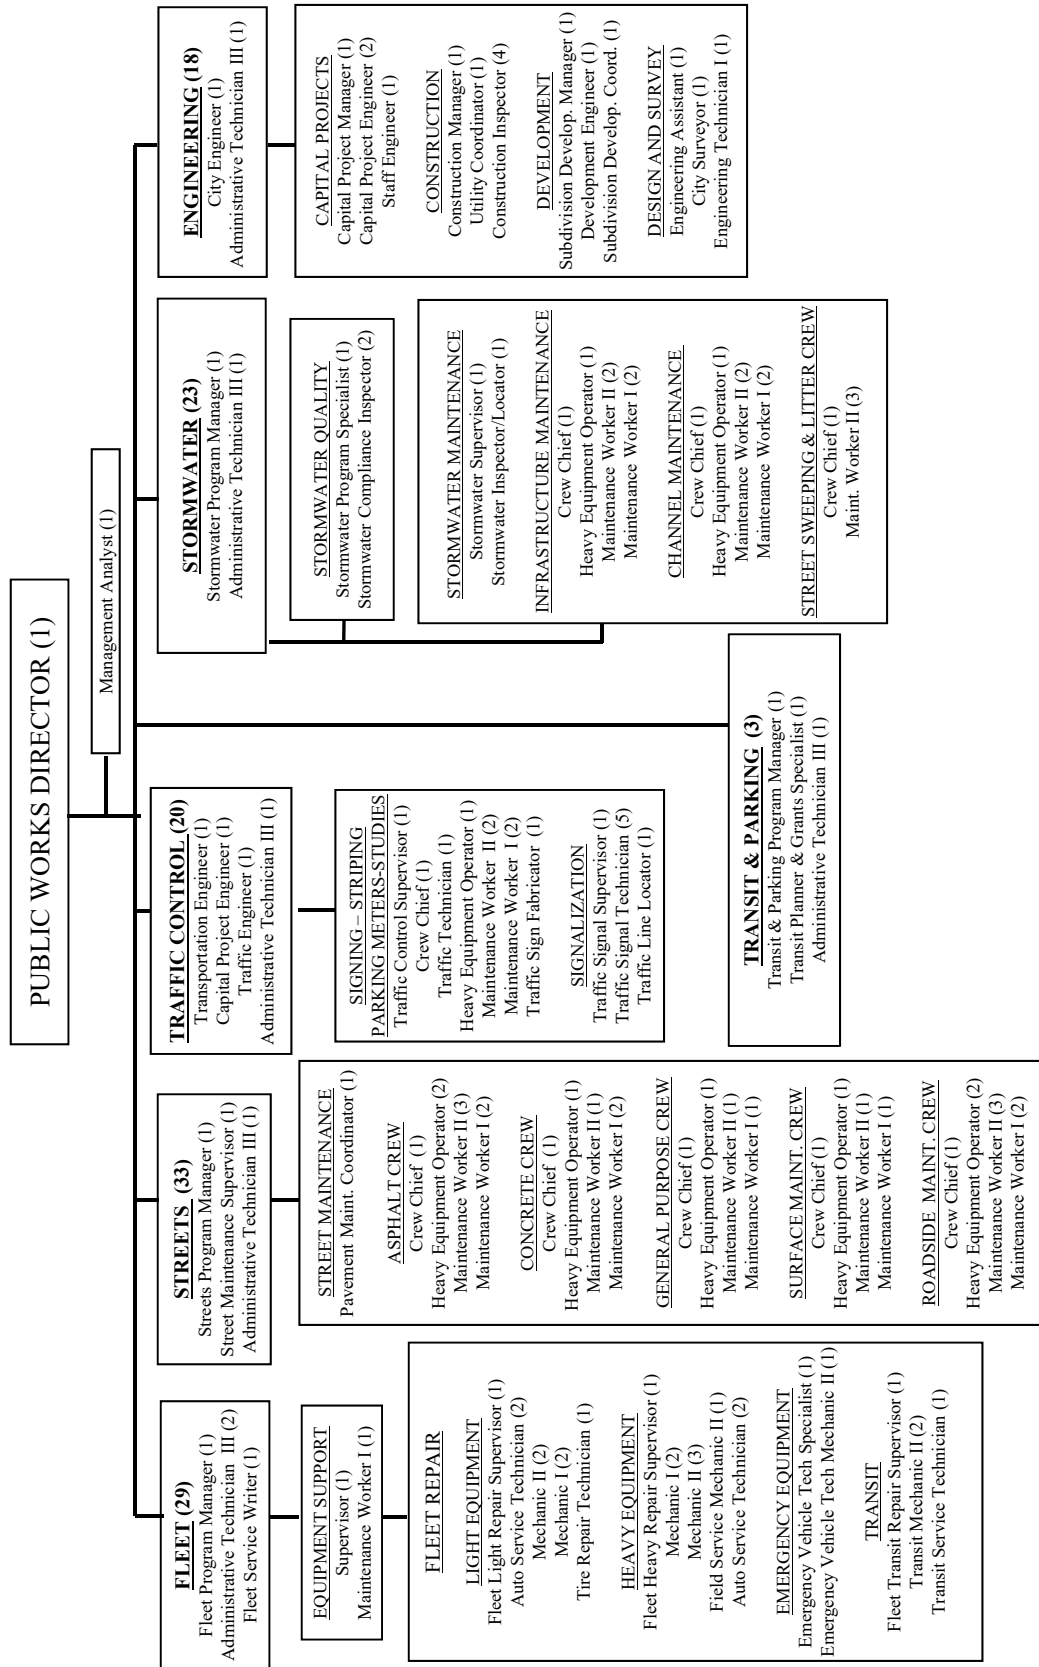 PUBLIC WORKS DIRECTOR (1)
Management Analyst (1)
FLEET (29)
Fleet Program Manager (1)
Administrative Technician III (2)
Fleet Service Writer (1)
EQUIPMENT SUPPORT
Supervisor (1)
Maintenance Worker I (1)
FLEET REPAIR
LIGHT EQUIPMENT
Fleet Light Repair Supervisor (1)
Auto Service Technician (2)
Mechanic II (2)
Mechanic I (2)
Tire Repair Technician (1)
HEAVY EQUIPMENT
Fleet Heavy Repair Supervisor (1)
Mechanic I (2)
Mechanic II (3)
Field Service Mechanic II (1)
Auto Service Technician (2)
EMERGENCY EQUIPMENT
Emergency Vehicle Tech Specialist (1)
Emergency Vehicle Tech Mechanic II (1)
TRANSIT
Fleet Transit Repair Supervisor (1)
Transit Mechanic II (2)
Transit Service Technician (1)
STREETS (33)
Streets Program Manager (1)
Street Maintenance Supervisor (1)
Administrative Technician III (1)
STREET MAINTENANCE
Pavement Maint. Coordinator (1)
ASPHALT CREW
Crew Chief (1)
Heavy Equipment Operator (2)
Maintenance Worker II (3)
Maintenance Worker I (2)
CONCRETE CREW
Crew Chief (1)
Heavy Equipment Operator (1)
Maintenance Worker II (1)
Maintenance Worker I (2)
GENERAL PURPOSE CREW
Crew Chief (1)
Heavy Equipment Operator (1)
Maintenance Worker II (1)
Maintenance Worker I (1)
SURFACE MAINT. CREW
Crew Chief (1)
Heavy Equipment Operator (1)
Maintenance Worker II (1)
Maintenance Worker I (1)
ROADSIDE MAINT. CREW
Crew Chief (1)
Heavy Equipment Operator (2)
Maintenance Worker II (3)
Maintenance Worker I (2)
TRAFFIC CONTROL (20)
Transportation Engineer (1)
Capital Project Engineer (1)
Traffic Engineer (1)
Administrative Technician III (1)
SIGNING – STRIPING
PARKING METERS-STUDIES
Traffic Control Supervisor (1)
Crew Chief (1)
Traffic Technician (1)
Heavy Equipment Operator (1)
Maintenance Worker II (2)
Maintenance Worker I (2)
Traffic Sign Fabricator (1)
SIGNALIZATION
Traffic Signal Supervisor (1)
Traffic Signal Technician (5)
Traffic Line Locator (1)
TRANSIT & PARKING (3)
Transit & Parking Program Manager (1)
Transit Planner & Grants Specialist (1)
Administrative Technician III (1)
STORMWATER (23)
Stormwater Program Manager (1)
Administrative Technician III (1)
STORMWATER QUALITY
Stormwater Program Specialist (1)
Stormwater Compliance Inspector (2)
STORMWATER MAINTENANCE
Stormwater Supervisor (1)
Stormwater Inspector/Locator (1)
INFRASTRUCTURE MAINTENANCE
Crew Chief (1)
Heavy Equipment Operator (1)
Maintenance Worker II (2)
Maintenance Worker I (2)
CHANNEL MAINTENANCE
Crew Chief (1)
Heavy Equipment Operator (1)
Maintenance Worker II (2)
Maintenance Worker I (2)
STREET SWEEPING & LITTER CREW
Crew Chief (1)
Maint. Worker II (3)
ENGINEERING (18)
City Engineer (1)
Administrative Technician III (1)
CAPITAL PROJECTS
Capital Project Manager (1)
Capital Project Engineer (2)
Staff Engineer (1)
CONSTRUCTION
Construction Manager (1)
Utility Coordinator (1)
Construction Inspector (4)
DEVELOPMENT
Subdivision Develop. Manager (1)
Development Engineer (1)
Subdivision Develop. Coord. (1)
DESIGN AND SURVEY
Engineering Assistant (1)
City Surveyor (1)
Engineering Technician I (1)